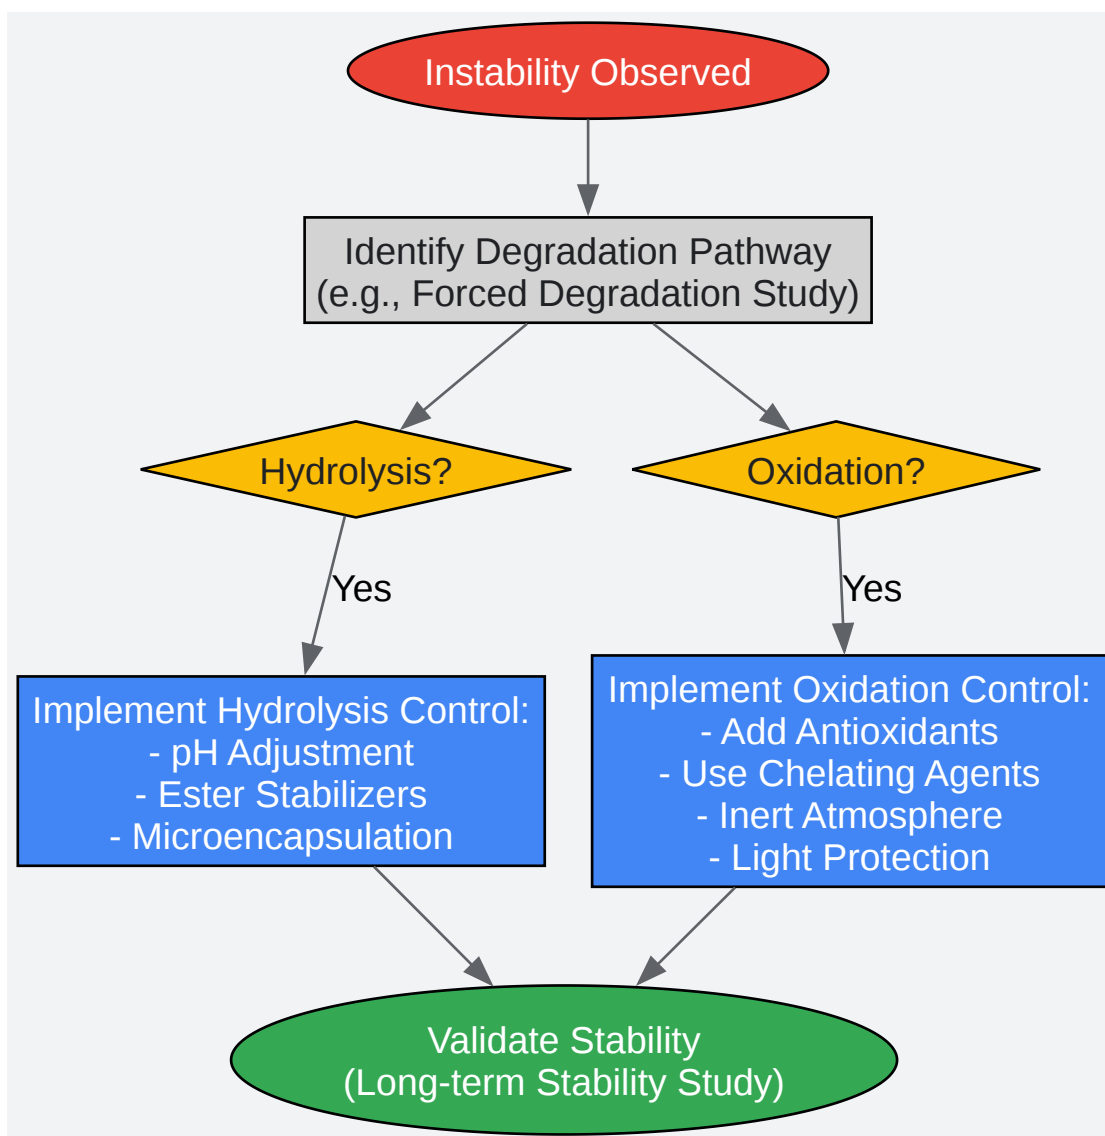 Instability Observed
Identify Degradation Pathway
(e.g., Forced Degradation Study)
Hydrolysis?
Oxidation?
Yes
Yes
Implement Hydrolysis Control:
- pH Adjustment
- Ester Stabilizers
- Microencapsulation
Implement Oxidation Control:
- Add Antioxidants
- Use Chelating Agents
- Inert Atmosphere
- Light Protection
Validate Stability
(Long-term Stability Study)